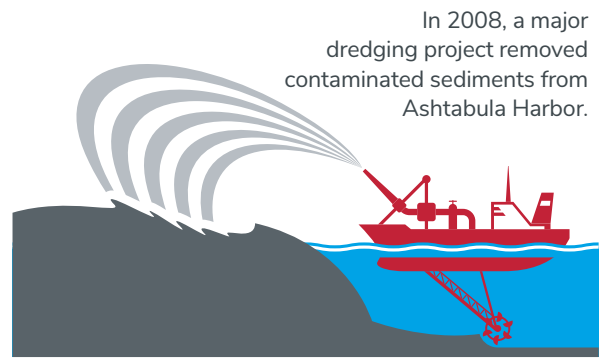 In 2008, a major
dredging project removed
contaminated sediments from
Ashtabula Harbor.